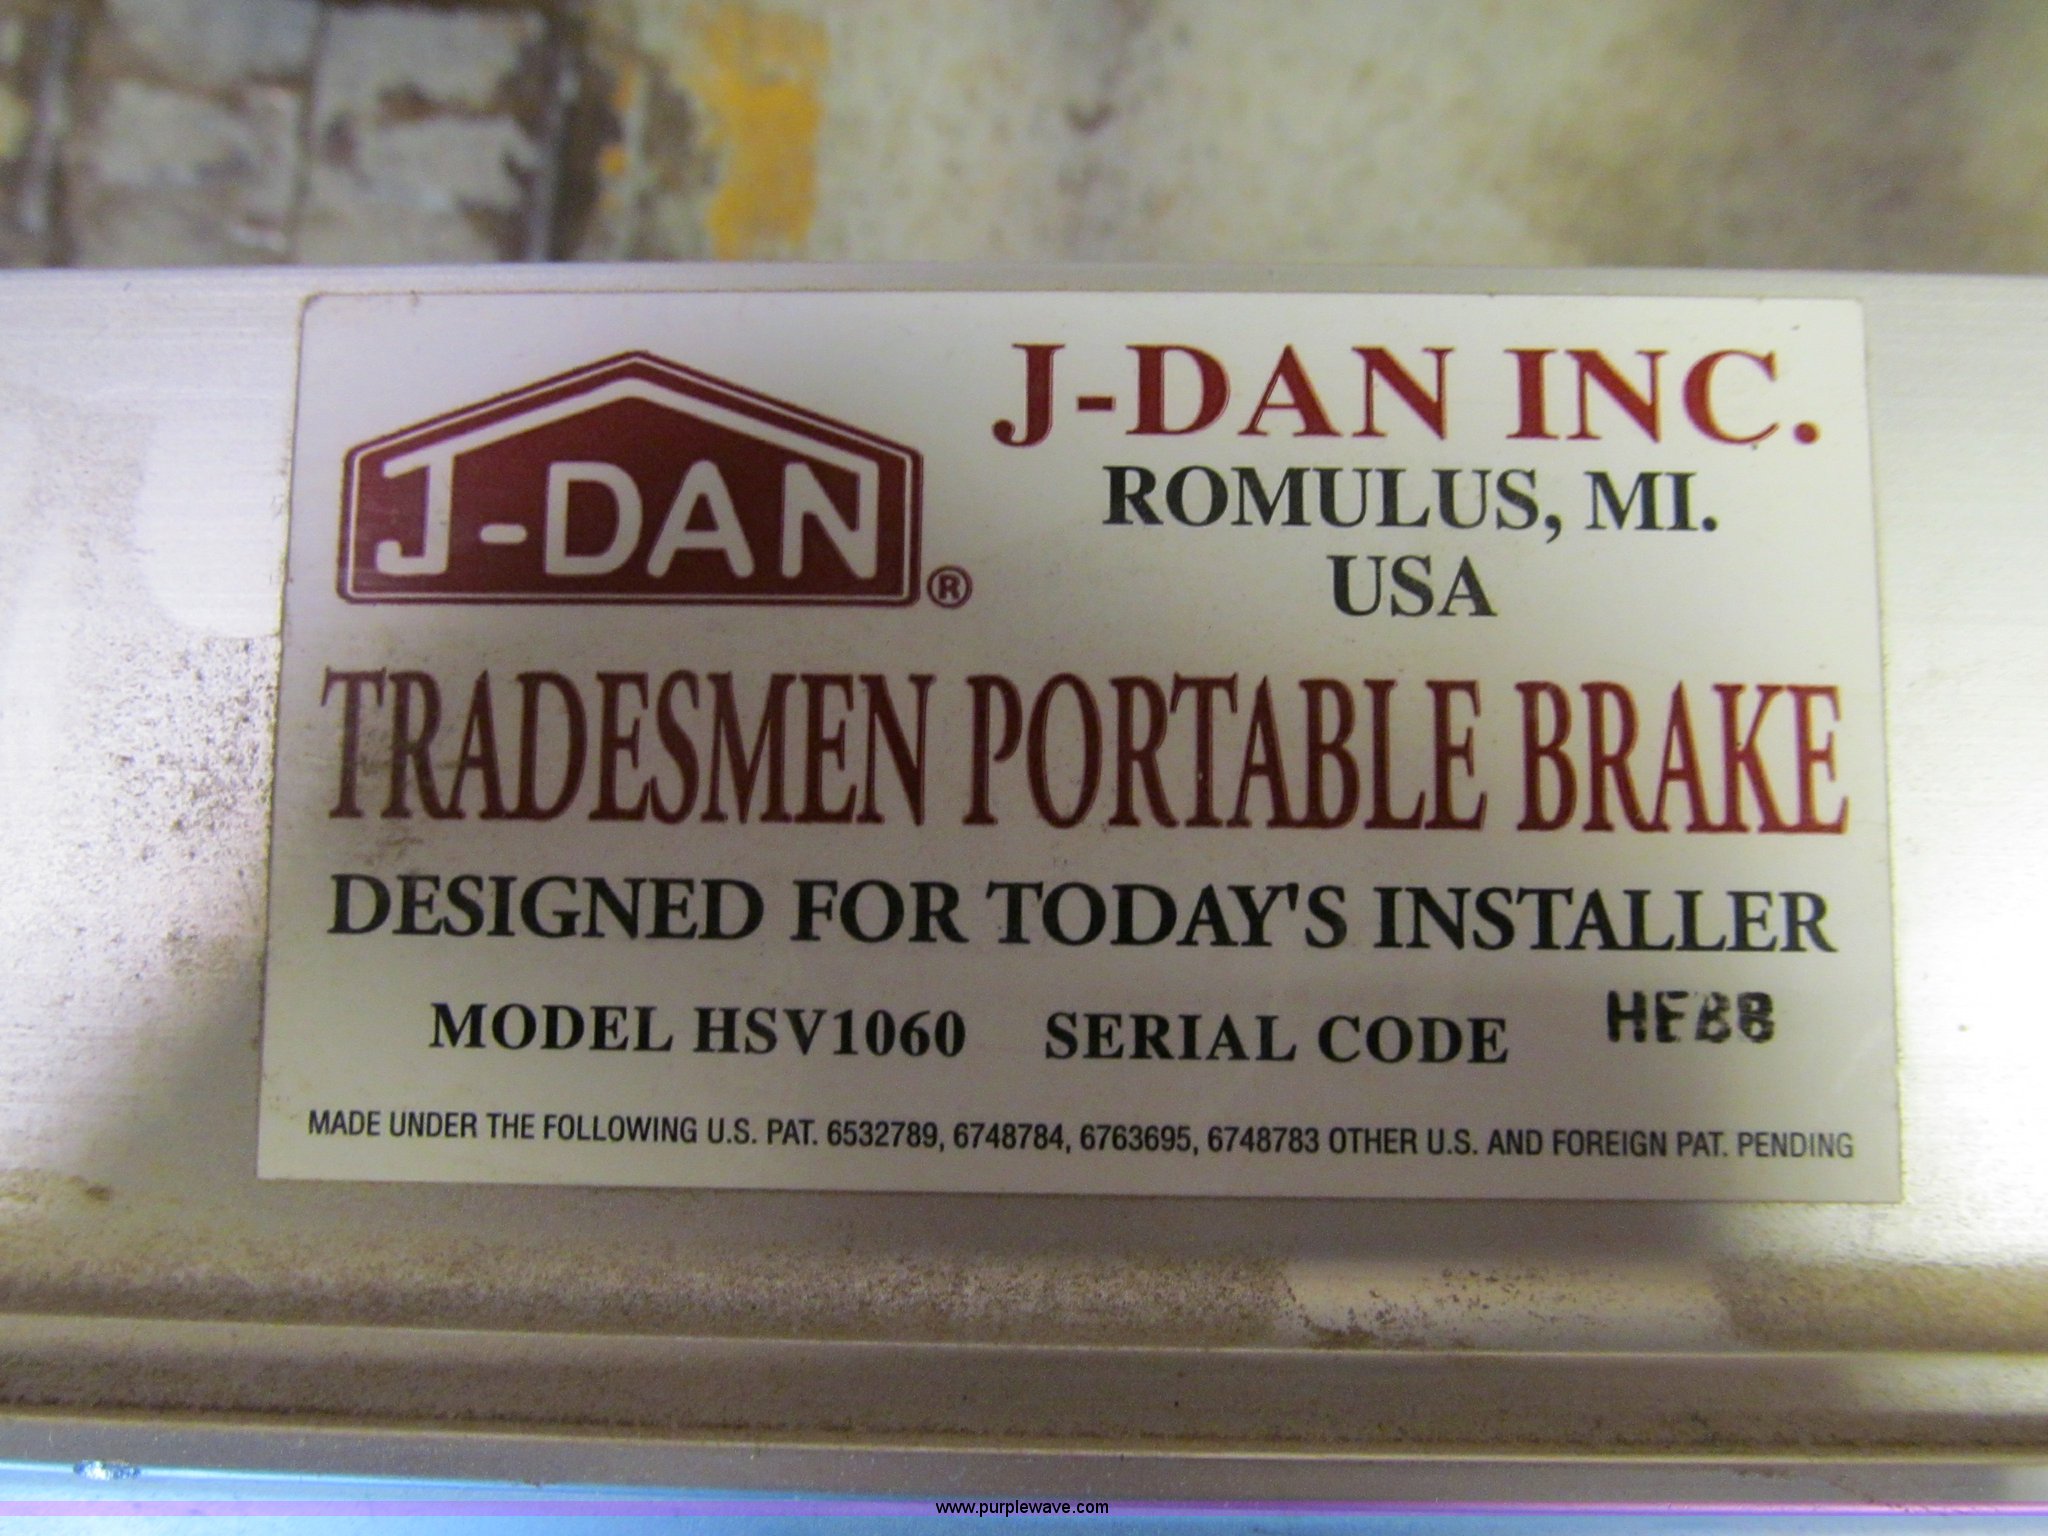 J-DAN®
J-DAN INC.
ROMULUS, MI.
USA
TRADESMEN PORTABLE BRAKE
DESIGNED FOR TODAY'S INSTALLER
MODEL HSV1060 SERIAL CODE
MADE UNDER THE FOLLOWING U.S. PAT. 6532789, 6748784, 6763695, 6748783 OTHER U.S. AND FOREIGN PAT. PENDING
www.purplewave.com